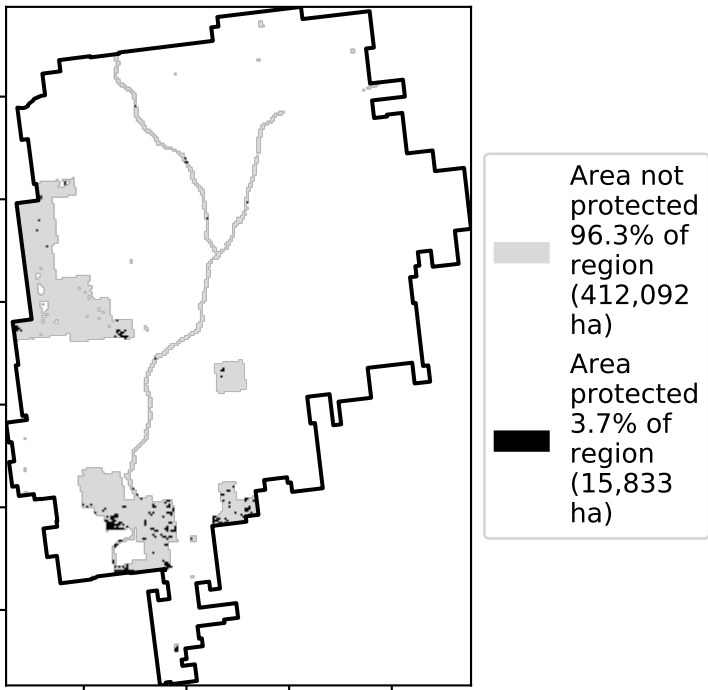 Area not
protected
96.3% of
region
(412,092
ha)
Area
protected
3.7% of
region
(15,833
ha)